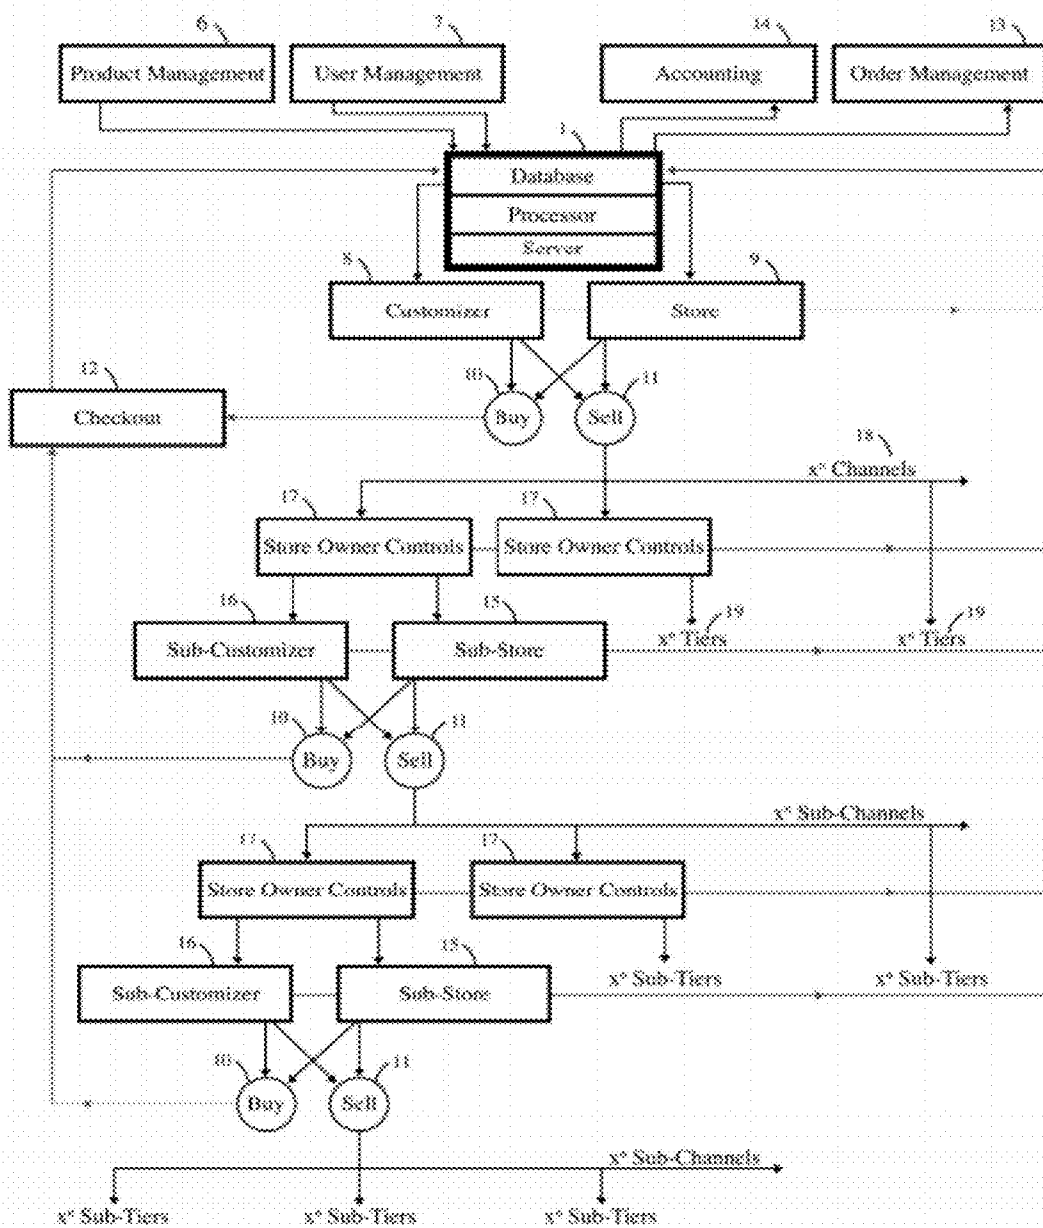 6 7 14 13
Product Management User Management Accounting Order Management
1
Database
Processor
Server
8 9
Customizer Store
12 10 11
Checkout Buy Sell
18
x" Channels
17 17
Store Owner Controls Store Owner Controls
16 15 19 19
x" Tiers x" Tiers
Sub-Customizer Sub-Store
10 11
Buy Sell
x" Sub-Channels
17 17
Store Owner Controls Store Owner Controls
16 15
x" Sub-Tiers x" Sub-Tiers
Sub-Customizer Sub-Store
10 11
Buy Sell
x" Sub-Channels
x" Sub-Tiers x" Sub-Tiers x" Sub-Tiers